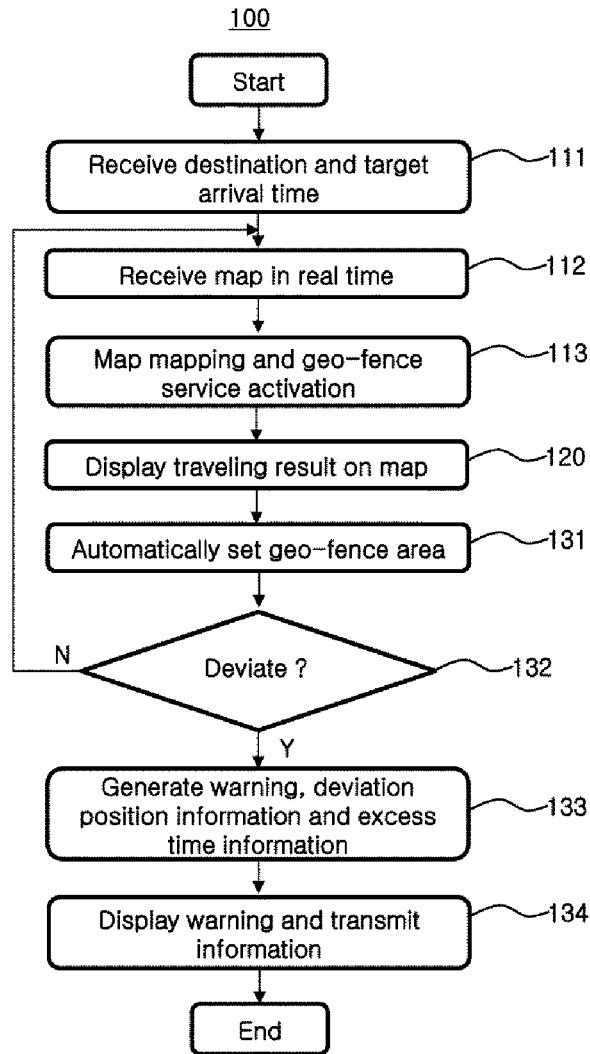 100
Start
Receive destination and target
arrival time
111
Receive map in real time
112
Map mapping and geo-fence
service activation
113
Display traveling result on map
120
Automatically set geo-fence area
131
N
Deviate ?
132
Y
Generate warning, deviation
position information and excess
time information
133
Display warning and transmit
information
134
End